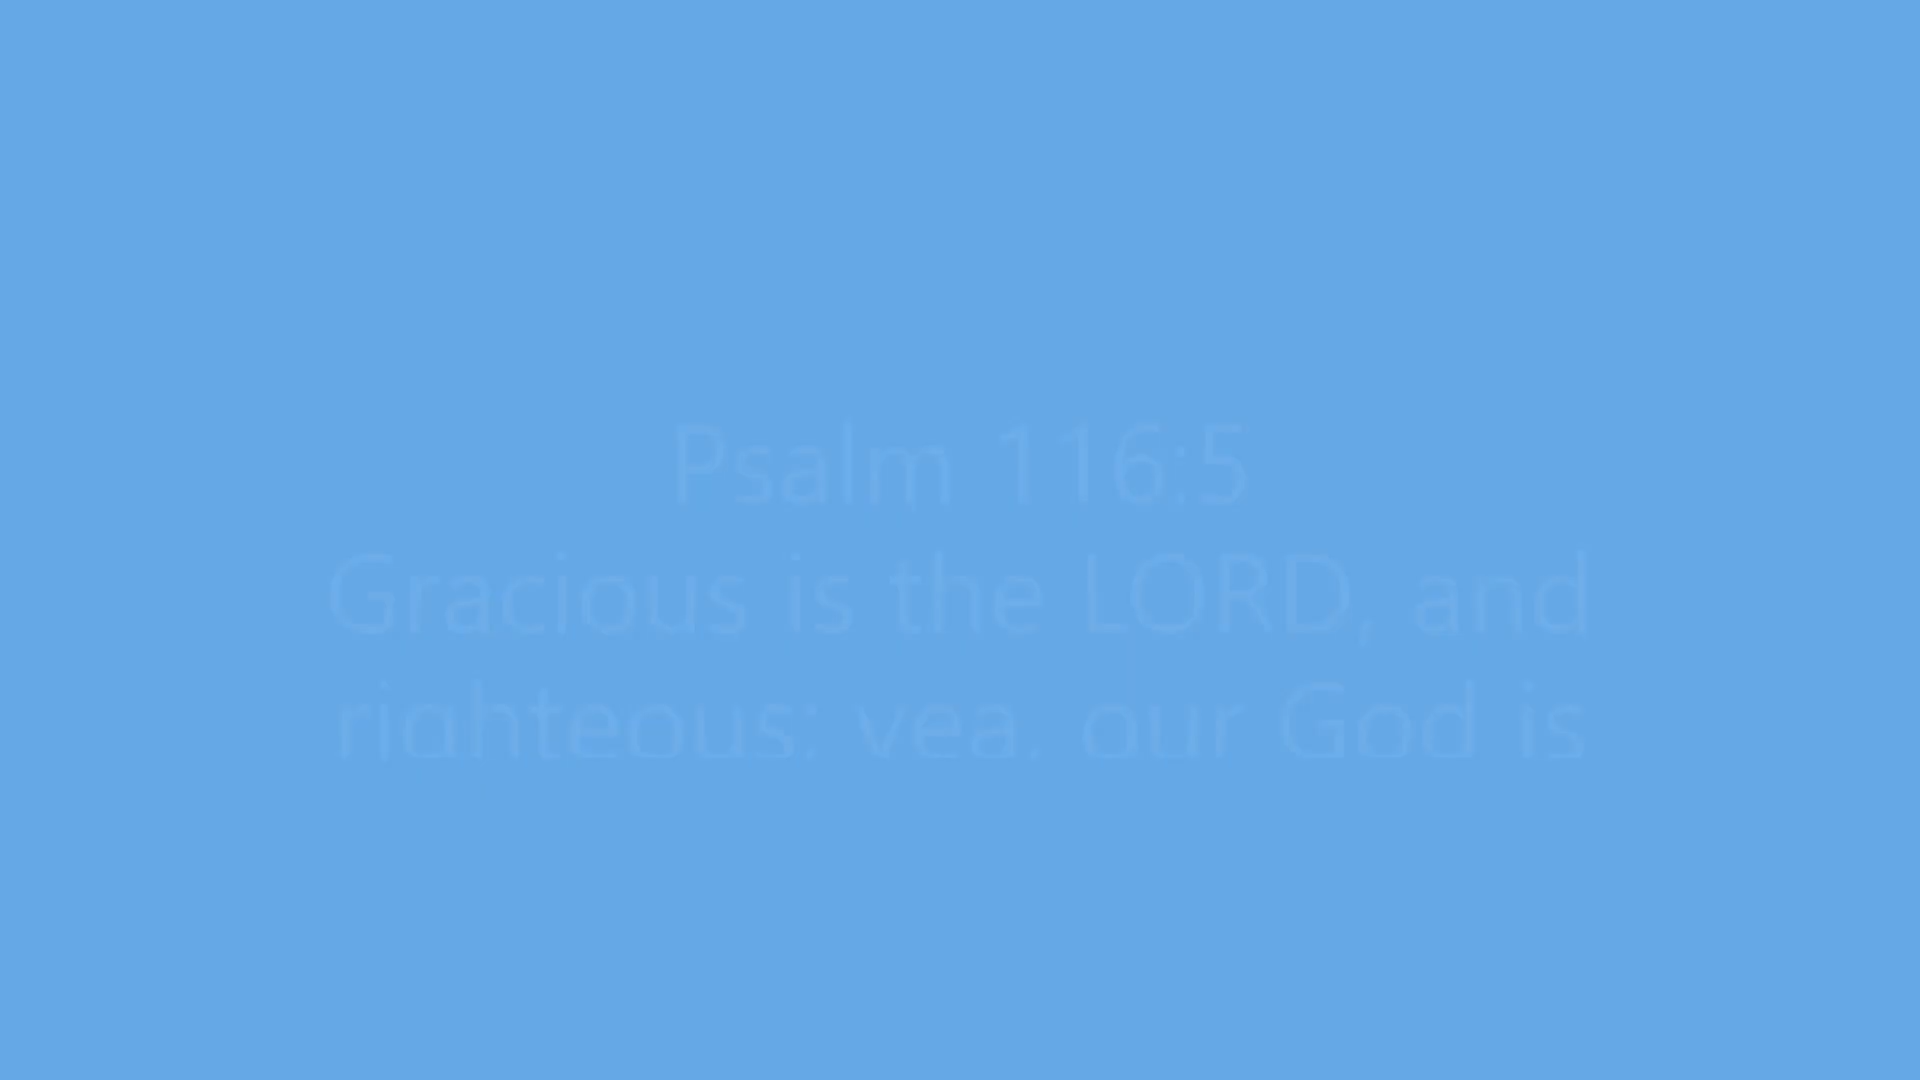 Psalm 116:5
Gracious is the LORD, and
righteous; yea, our God is